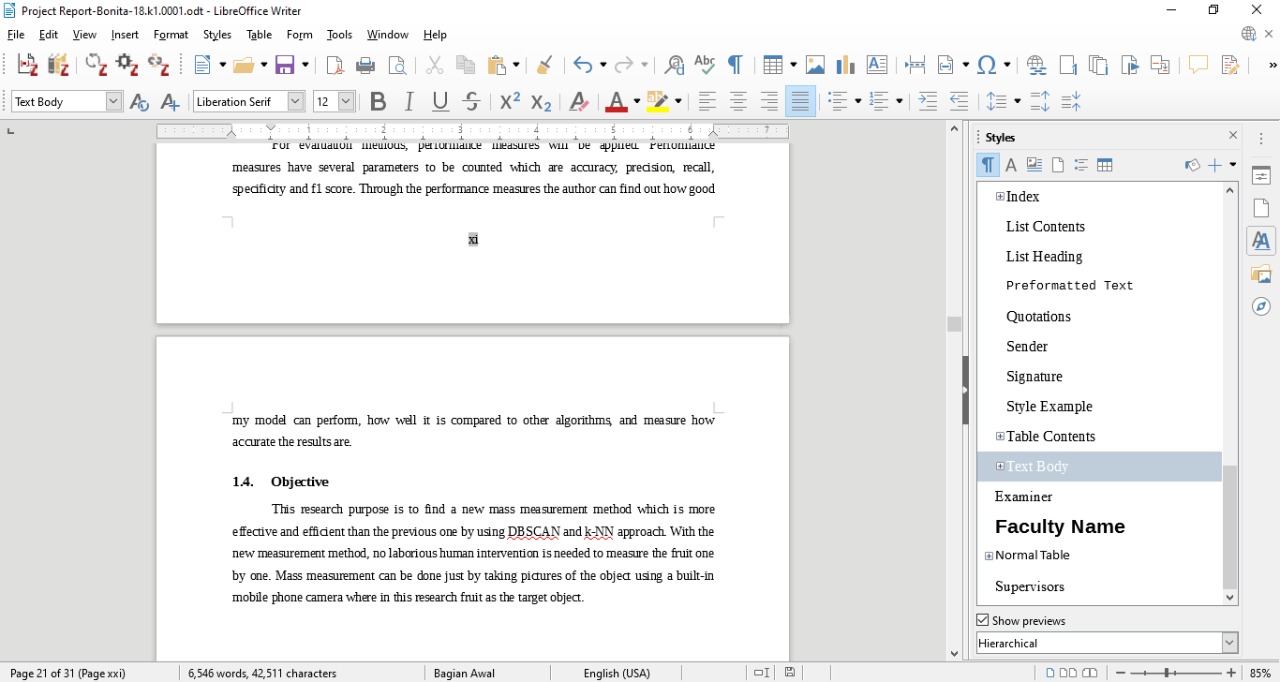 Project Report-Bonita-18.k1.0001.odt - LibreOffice Writer
File Edit View Insert Format Styles Table Form Tools Window Help
Text Body Liberation Serif 12
1 2 3 4 5 6 7
For evaluation methods, performance measures will be applied. Performance
measures have several parameters to be counted which are accuracy, precision, recall,
specificity and f1 score. Through the performance measures the author can find out how good
xi
my model can perform, how well it is compared to other algorithms, and measure how
accurate the results are.
1.4. Objective
This research purpose is to find a new mass measurement method which is more
effective and efficient than the previous one by using DBSCAN and k-NN approach. With the
new measurement method, no laborious human intervention is needed to measure the fruit one
by one. Mass measurement can be done just by taking pictures of the object using a built-in
mobile phone camera where in this research fruit as the target object.
Styles
Index
List Contents
List Heading
Preformatted Text
Quotations
Sender
Signature
Style Example
Table Contents
Text Body
Examiner
Faculty Name
Normal Table
Supervisors
Show previews
Hierarchical
Page 21 of 31 (Page xxi) 6,546 words, 42,511 characters Bagian Awal English (USA) 85%